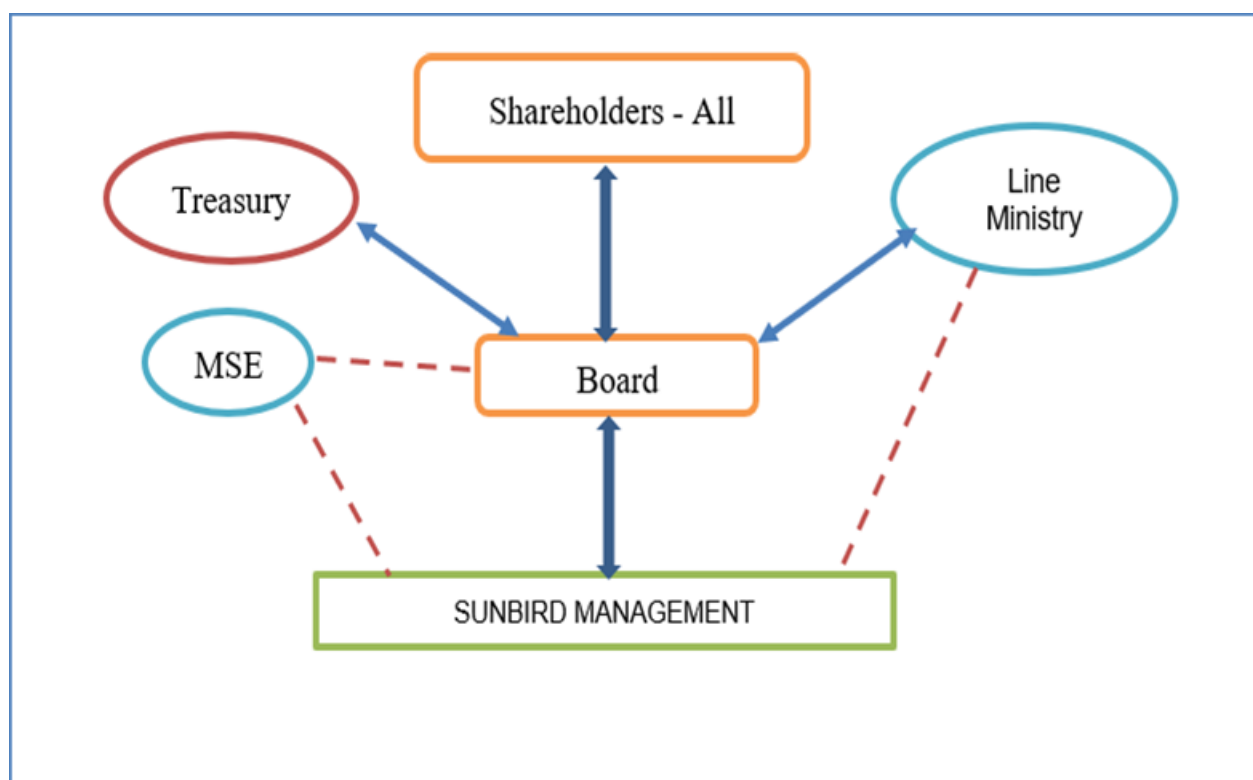 Shareholders - All
Treasury
Line
Ministry
MSE
Board
SUNBIRD MANAGEMENT